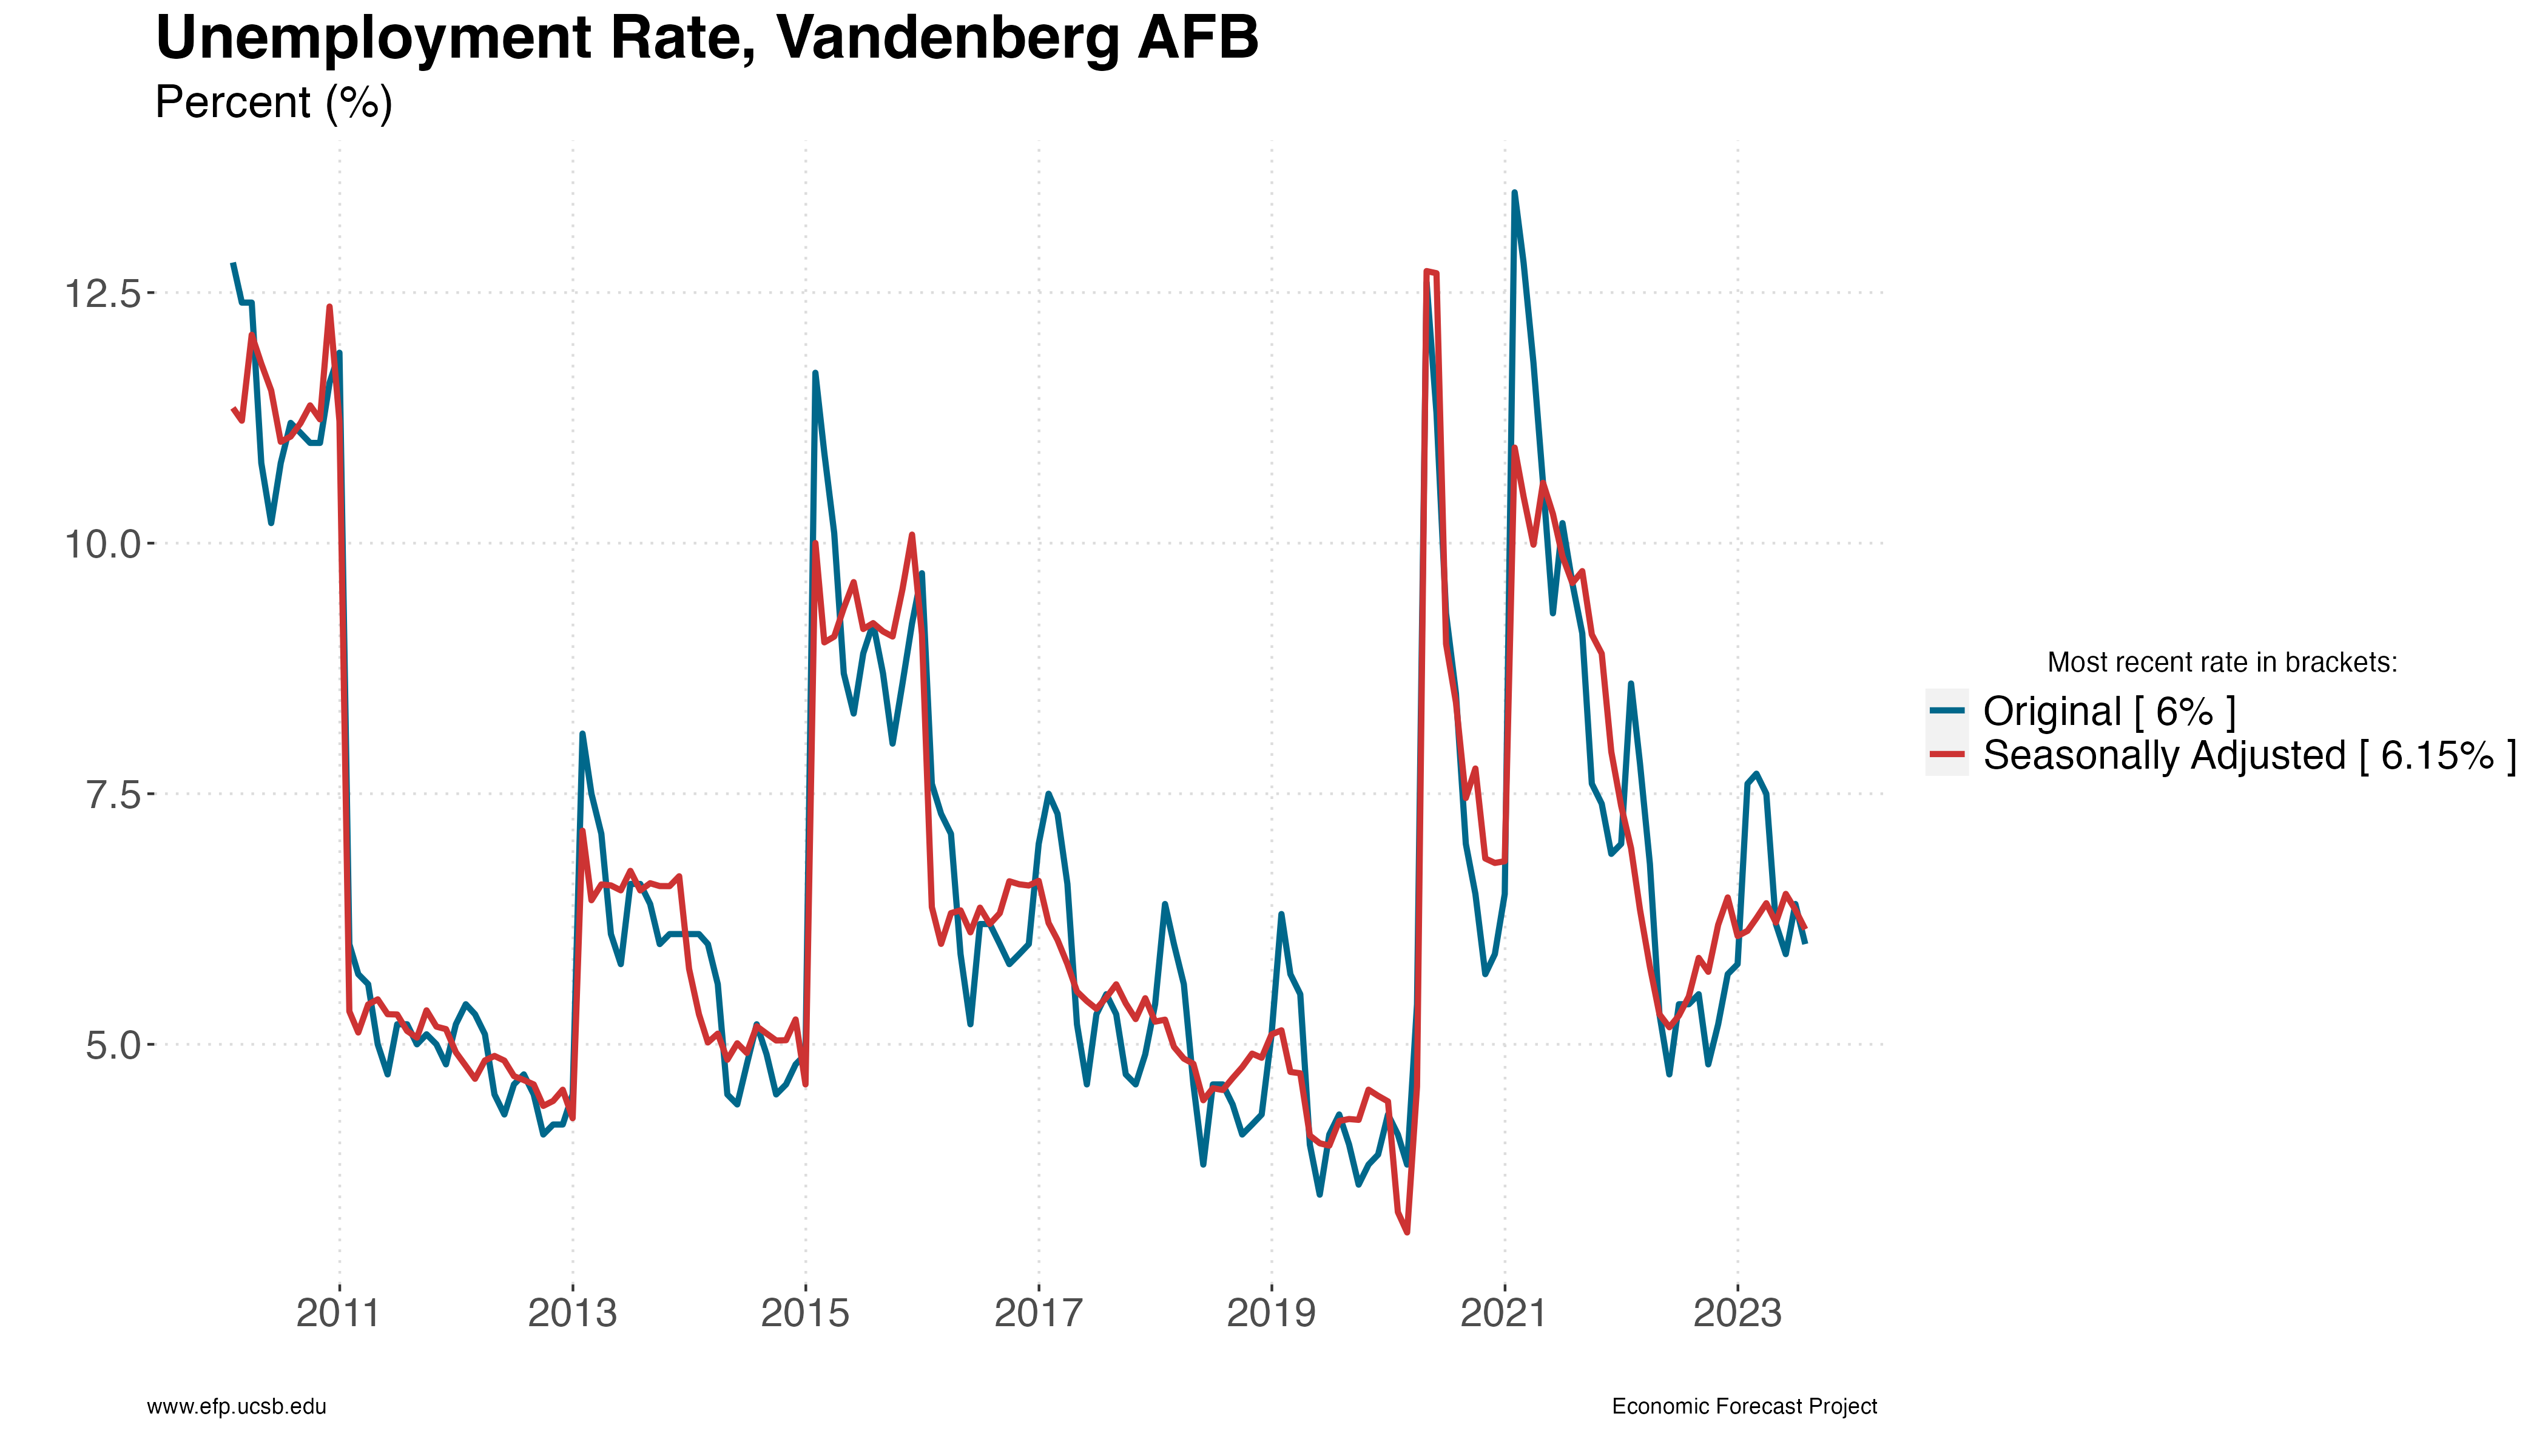 Unemployment Rate, Vandenberg AFB
Percent (%)
12.5
10.0
7.5
5.0
2011 2013 2015 2017 2019 2021 2023
Most recent rate in brackets:
Original [ 6% ]
Seasonally Adjusted [ 6.15% ]
www.efp.ucsb.edu
Economic Forecast Project